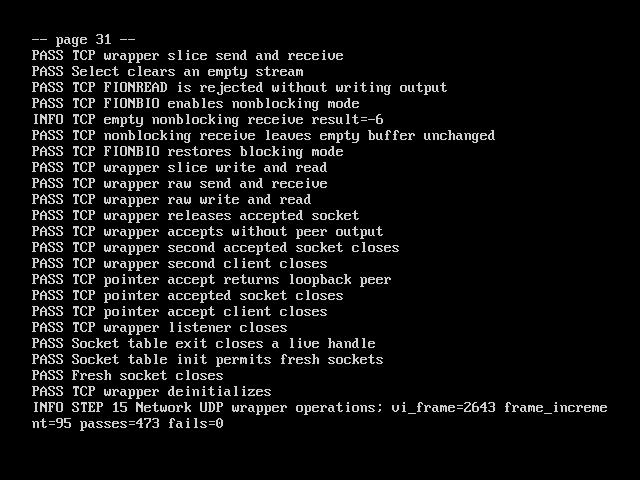 -- page 31 --
PASS TCP wrapper slice send and receive
PASS Select clears an empty stream
PASS TCP FIONREAD is rejected without writing output
PASS TCP FIONBIO enables nonblocking mode
INFO TCP empty nonblocking receive result=-6
PASS TCP nonblocking receive leaves empty buffer unchanged
PASS TCP FIONBIO restores blocking mode
PASS TCP wrapper slice write and read
PASS TCP wrapper raw send and receive
PASS TCP wrapper raw write and read
PASS TCP wrapper releases accepted socket
PASS TCP wrapper accepts without peer output
PASS TCP wrapper second accepted socket closes
PASS TCP wrapper second client closes
PASS TCP pointer accept returns loopback peer
PASS TCP pointer accepted socket closes
PASS TCP pointer accept client closes
PASS TCP wrapper listener closes
PASS Socket table exit closes a live handle
PASS Socket table init permits fresh sockets
PASS Fresh socket closes
PASS TCP wrapper deinitializes
INFO STEP 15 Network UDP wrapper operations; vi_frame=2643 frame_increme
nt=95 passes=473 fails=0